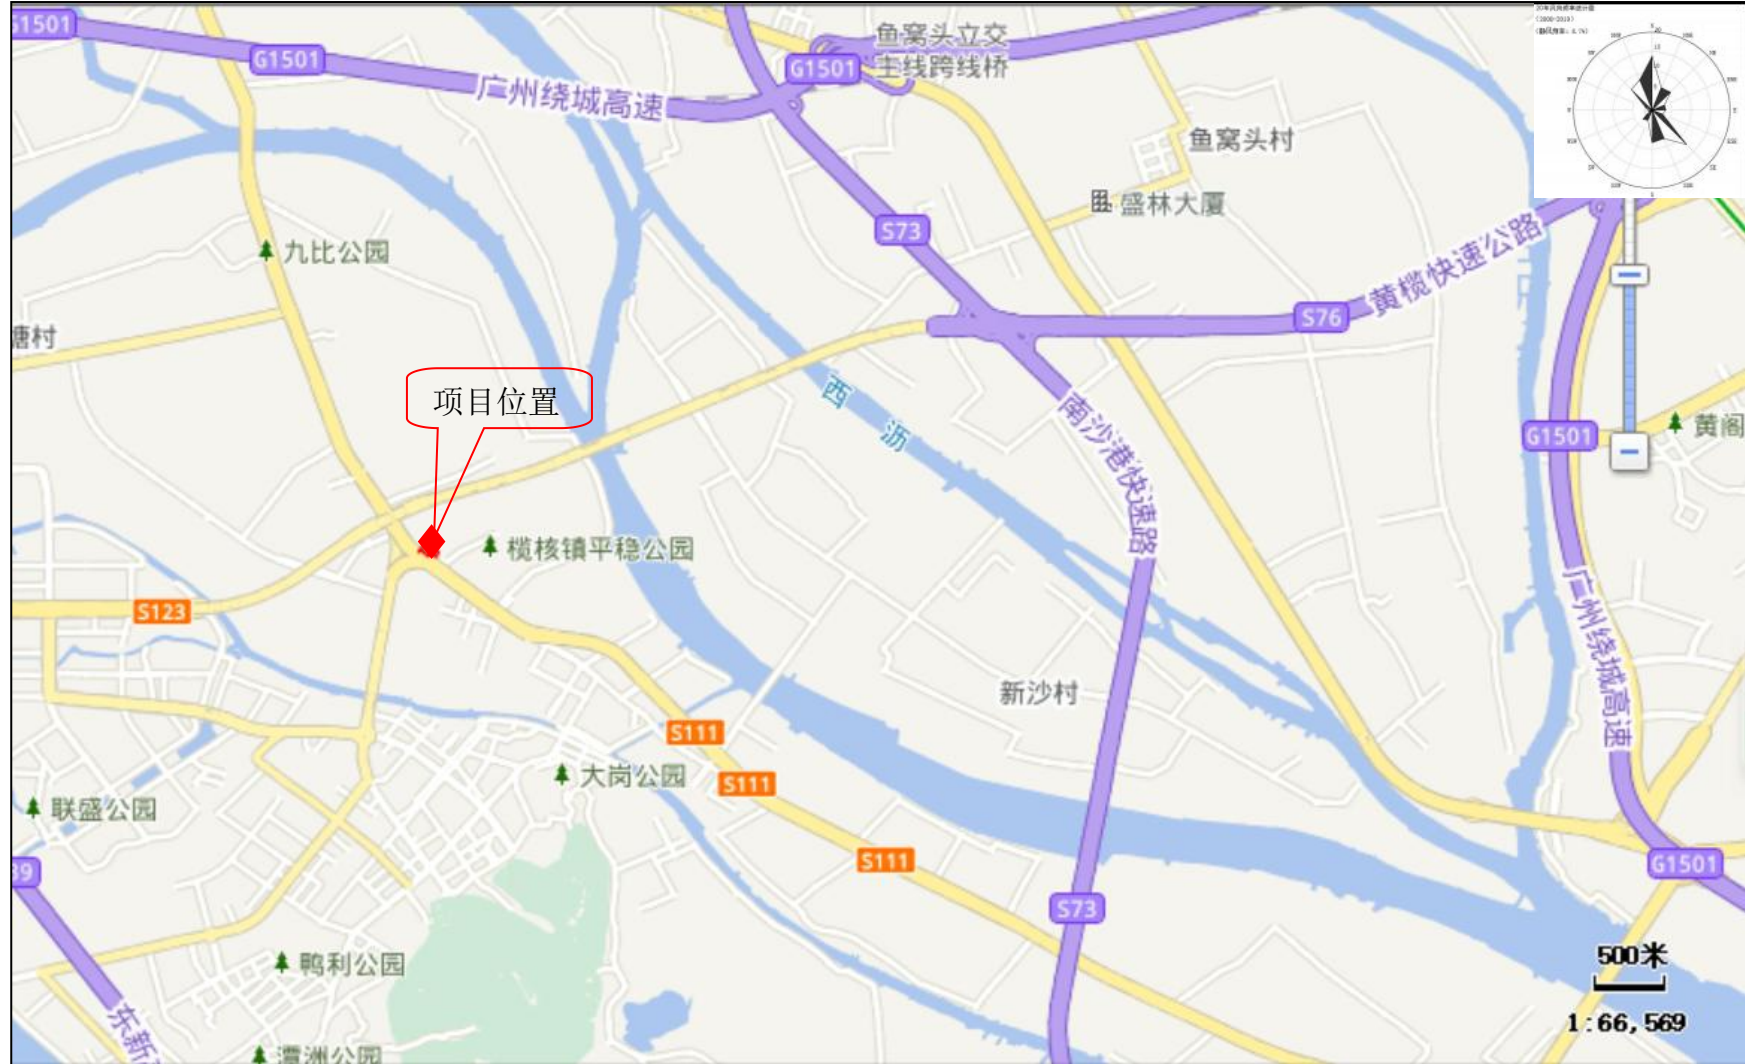 G1501
G1501
广州绕城高速
G1501
鱼窝头立交
主线跨线桥
鱼窝头村
盛林大厦
S73
九比公园
塘村
S76
黄榄快速公路
项目位置
西沥
南沙港快速路
G1501
黄阁
榄核镇平稳公园
S123
广州绕城高速
新沙村
S111
大岗公园
S111
联盛公园
S111
G1501
S73
鸭利公园
东新
潭洲公园
500米
1:66,569